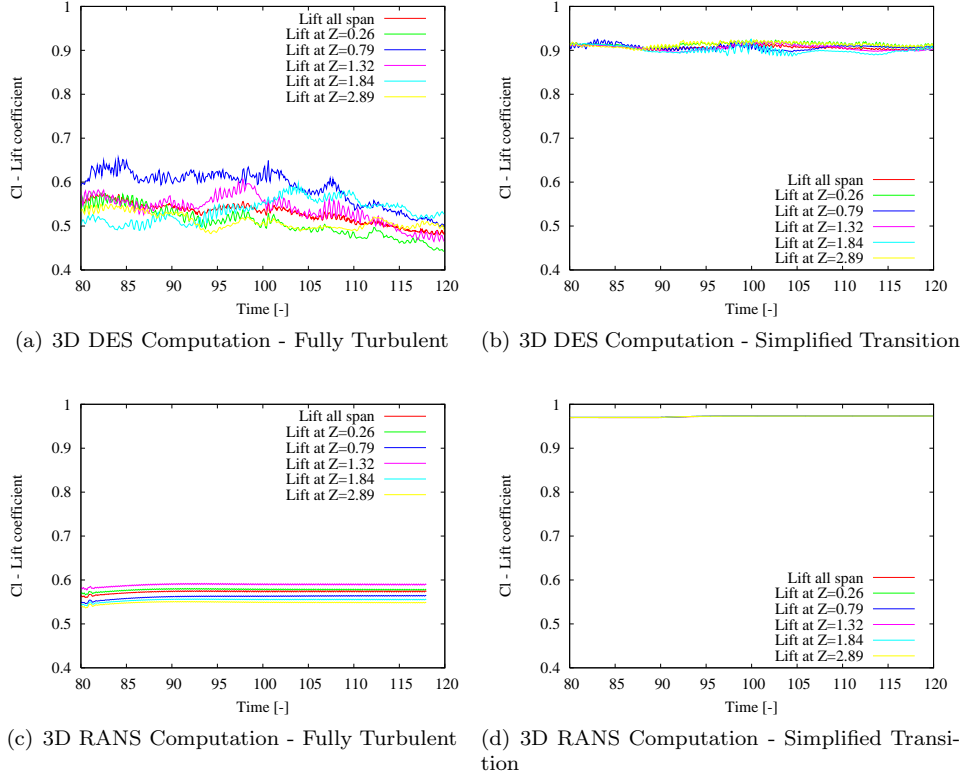 Cl - Lift coefficient
1
0.9
0.8
0.7
0.6
0.5
0.4
Lift all span
Lift at Z=0.26
Lift at Z=0.79
Lift at Z=1.32
Lift at Z=1.84
Lift at Z=2.89
80 85 90 95 100 105 110 115 120
Time [-]
(a) 3D DES Computation - Fully Turbulent
Cl - Lift coefficient
1
0.9
0.8
0.7
0.6
0.5
0.4
Lift all span
Lift at Z=0.26
Lift at Z=0.79
Lift at Z=1.32
Lift at Z=1.84
Lift at Z=2.89
80 85 90 95 100 105 110 115 120
Time [-]
(b) 3D DES Computation - Simplified Transition
Cl - Lift coefficient
1
0.9
0.8
0.7
0.6
0.5
0.4
Lift all span
Lift at Z=0.26
Lift at Z=0.79
Lift at Z=1.32
Lift at Z=1.84
Lift at Z=2.89
80 85 90 95 100 105 110 115 120
Time [-]
(c) 3D RANS Computation - Fully Turbulent
Cl - Lift coefficient
1
0.9
0.8
0.7
0.6
0.5
0.4
Lift all span
Lift at Z=0.26
Lift at Z=0.79
Lift at Z=1.32
Lift at Z=1.84
Lift at Z=2.89
80 85 90 95 100 105 110 115 120
Time [-]
(d) 3D RANS Computation - Simplified Transi-
tion